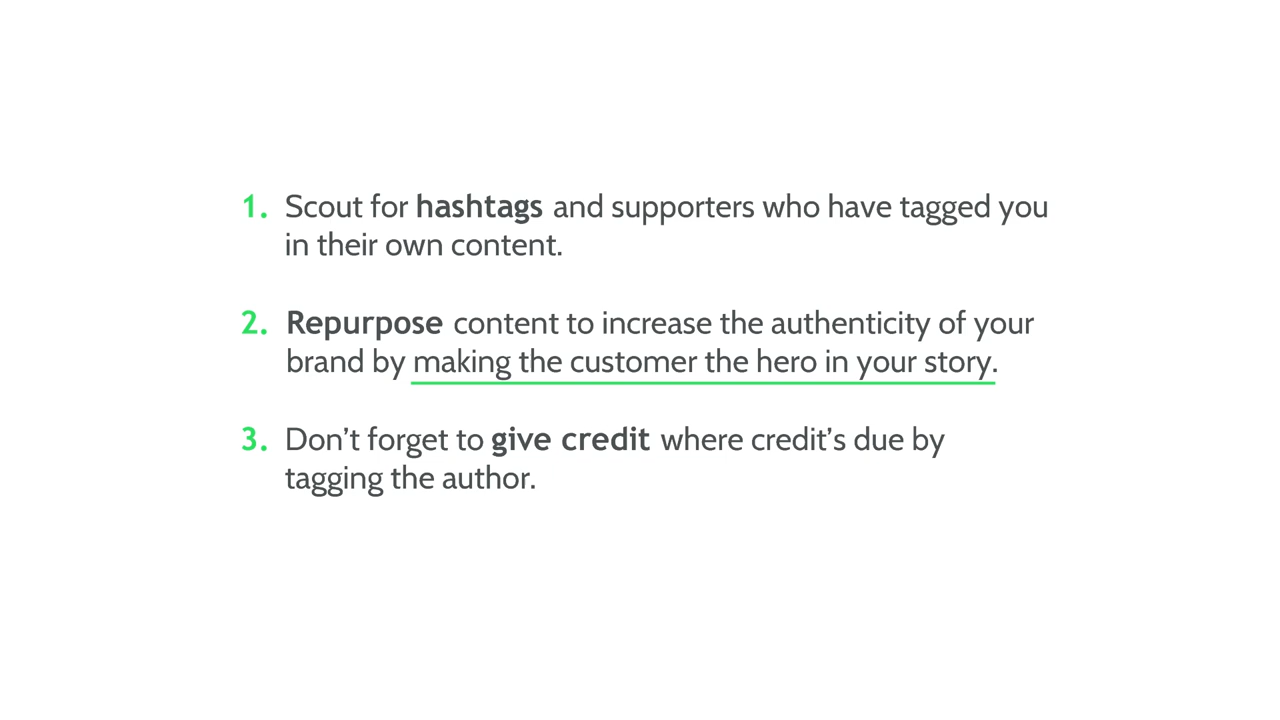 1. Scout for hashtags and supporters who have tagged you
in their own content.
2. Repurpose content to increase the authenticity of your
brand by making the customer the hero in your story.
3. Don’t forget to give credit where credit’s due by
tagging the author.